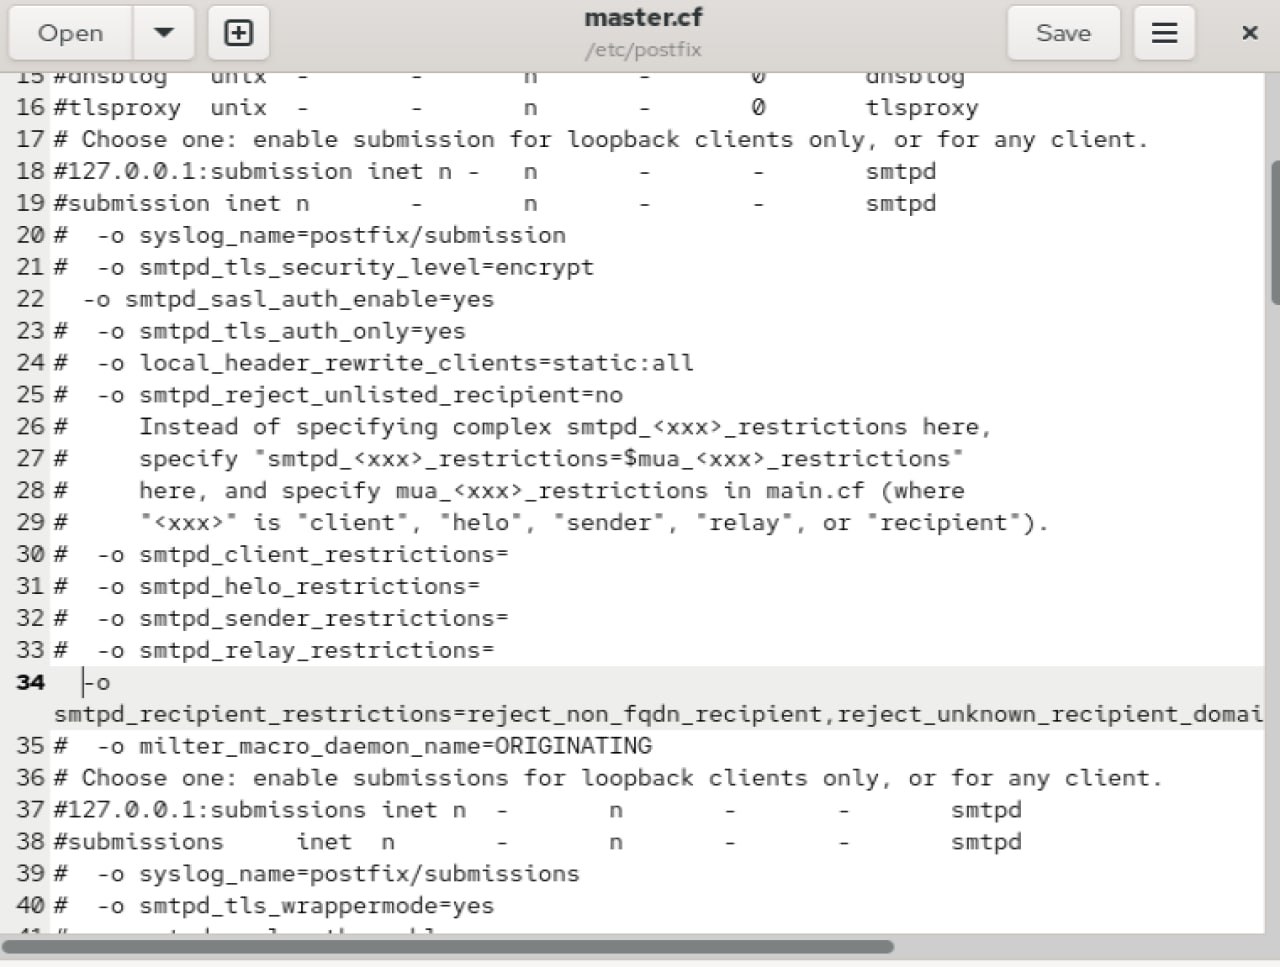 Open
master.cf
/etc/postfix
Save
15 #dnsblog   unix  -       -       n       -       0       dnsblog
16 #tlsproxy  unix  -       -       n       -       0       tlsproxy
17 # Choose one: enable submission for loopback clients only, or for any client.
18 #127.0.0.1:submission inet n -   n       -       -       smtpd
19 #submission inet n       -       n       -       -       smtpd
20 #  -o syslog_name=postfix/submission
21 #  -o smtpd_tls_security_level=encrypt
22   -o smtpd_sasl_auth_enable=yes
23 #  -o smtpd_tls_auth_only=yes
24 #  -o local_header_rewrite_clients=static:all
25 #  -o smtpd_reject_unlisted_recipient=no
26 #     Instead of specifying complex smtpd_<xxx>_restrictions here,
27 #     specify "smtpd_<xxx>_restrictions=$mua_<xxx>_restrictions"
28 #     here, and specify mua_<xxx>_restrictions in main.cf (where
29 #     "<xxx>" is "client", "helo", "sender", "relay", or "recipient").
30 #  -o smtpd_client_restrictions=
31 #  -o smtpd_helo_restrictions=
32 #  -o smtpd_sender_restrictions=
33 #  -o smtpd_relay_restrictions=
34   -o
smtpd_recipient_restrictions=reject_non_fqdn_recipient,reject_unknown_recipient_domai
35 #  -o milter_macro_daemon_name=ORIGINATING
36 # Choose one: enable submissions for loopback clients only, or for any client.
37 #127.0.0.1:submissions inet n  -       n       -       -       smtpd
38 #submissions     inet  n       -       n       -       -       smtpd
39 #  -o syslog_name=postfix/submissions
40 #  -o smtpd_tls_wrappermode=yes